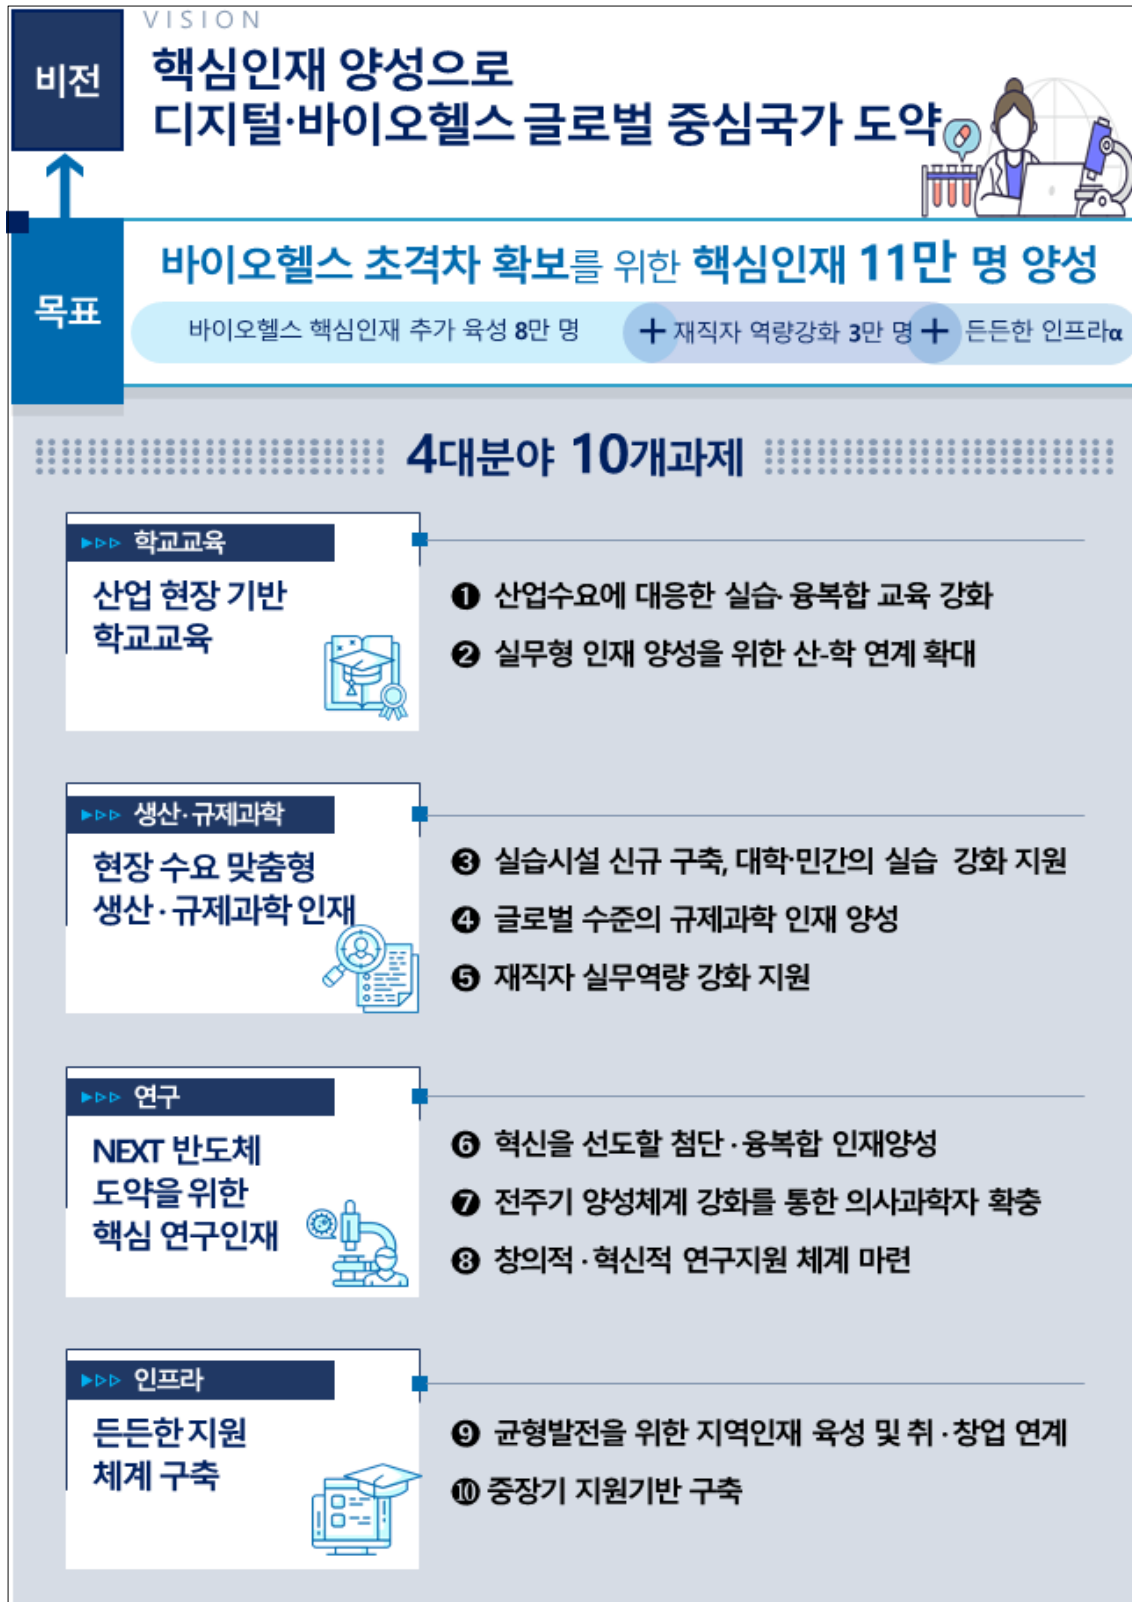 VISION
비전
핵심인재 양성으로
디지털·바이오헬스 글로벌 중심국가 도약
목표
바이오헬스 초격차 확보를 위한 핵심인재 11만 명 양성
바이오헬스 핵심인재 추가 육성 8만 명 + 재직자 역량강화 3만 명 + 든든한 인프라α
4대분야 10개과제
학교교육
산업 현장 기반
학교교육
❶ 산업수요에 대응한 실습· 융복합 교육 강화
❷ 실무형 인재 양성을 위한 산-학 연계 확대
생산·규제과학
현장 수요 맞춤형
생산·규제과학 인재
❸ 실습시설 신규 구축, 대학·민간의 실습 강화 지원
❹ 글로벌 수준의 규제과학 인재 양성
❺ 재직자 실무역량 강화 지원
연구
NEXT 반도체
도약을 위한
핵심 연구인재
❻ 혁신을 선도할 첨단·융복합 인재양성
❼ 전주기 양성체계 강화를 통한 의사과학자 확충
❽ 창의적·혁신적 연구지원 체계 마련
인프라
든든한 지원
체계 구축
❾ 균형발전을 위한 지역인재 육성 및 취·창업 연계
❿ 중장기 지원기반 구축